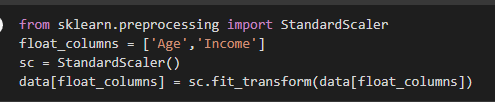 from sklearn.preprocessing import StandardScaler
float_columns = ['Age','Income']
sc = StandardScaler()
data[float_columns] = sc.fit_transform(data[float_columns])